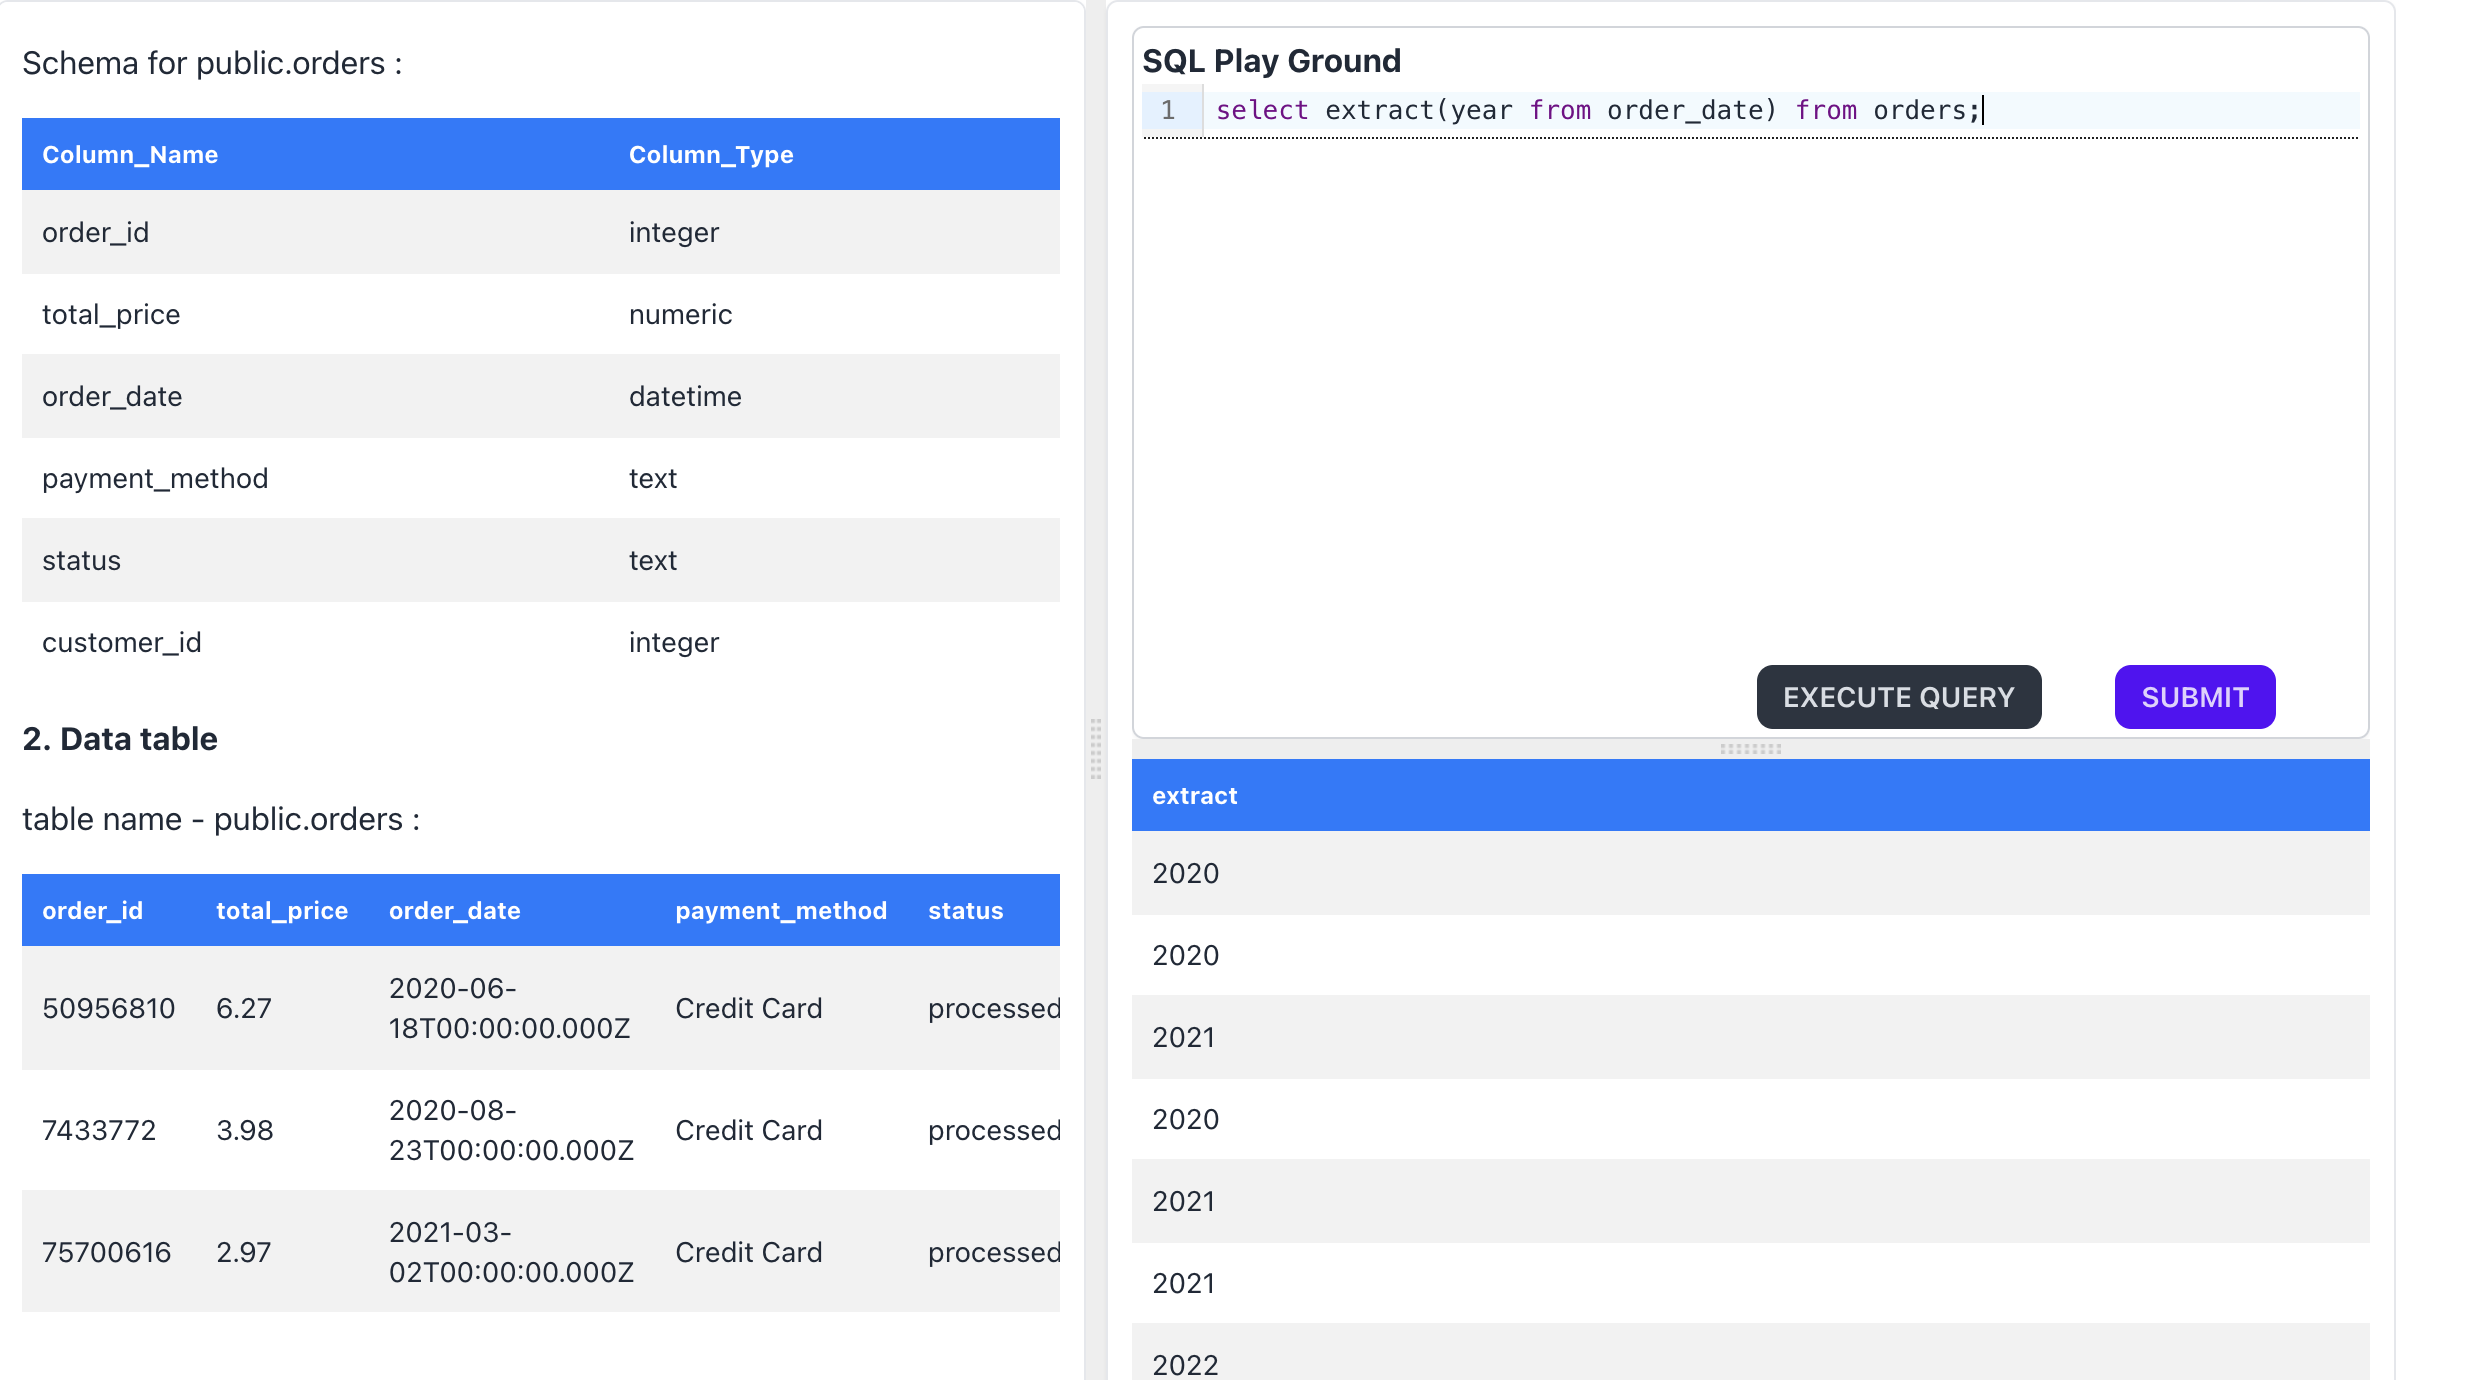 Schema for public.orders :
Column_Name Column_Type
order_id integer
total_price numeric
order_date datetime
payment_method text
status text
customer_id integer
2. Data table
table name - public.orders :
order_id total_price order_date payment_method status
50956810 6.27 2020-06-18T00:00:00.000Z Credit Card processed
7433772 3.98 2020-08-23T00:00:00.000Z Credit Card processed
75700616 2.97 2021-03-02T00:00:00.000Z Credit Card processed
SQL Play Ground
1 select extract(year from order_date) from orders;
EXECUTE QUERY SUBMIT
extract
2020
2020
2021
2020
2021
2021
2022